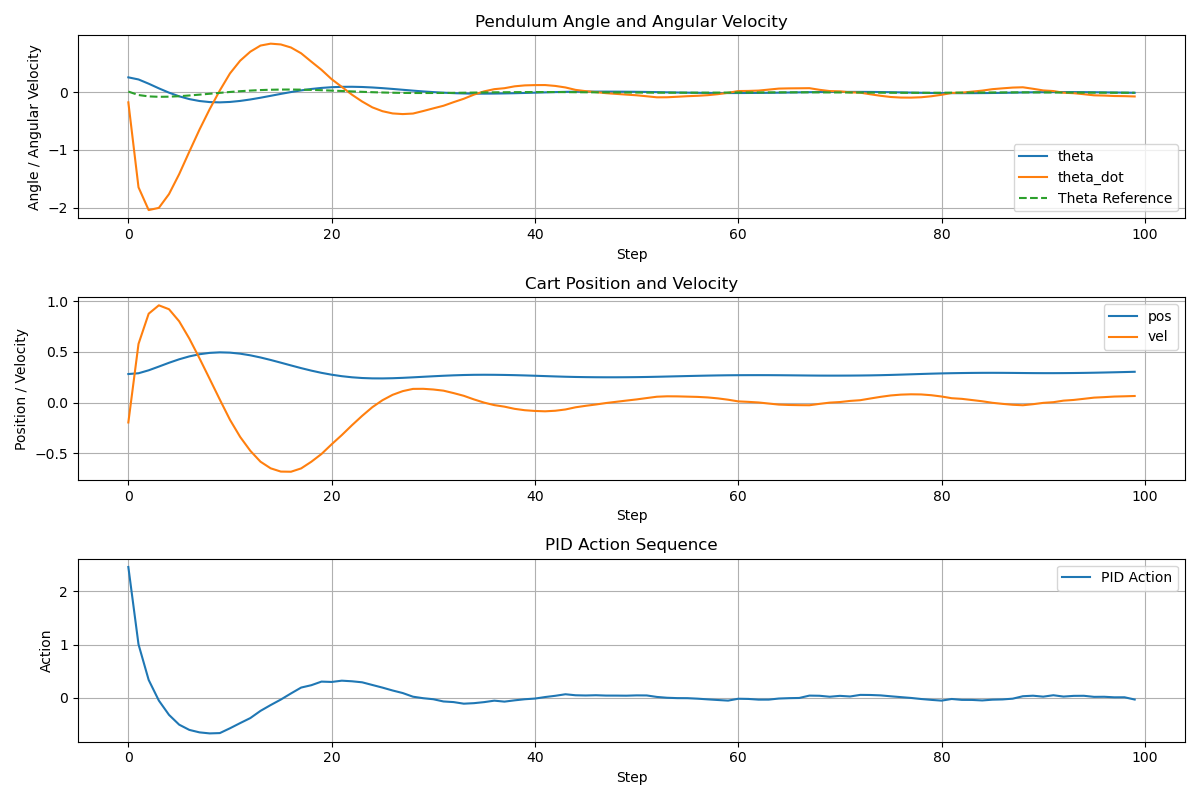 Pendulum Angle and Angular Velocity
Angle / Angular Velocity
0
−1
−2
theta
theta_dot
Theta Reference
0 20 40 60 80 100
Step
Cart Position and Velocity
Position / Velocity
1.0
0.5
0.0
−0.5
pos
vel
0 20 40 60 80 100
Step
PID Action Sequence
Action
2
1
0
PID Action
0 20 40 60 80 100
Step